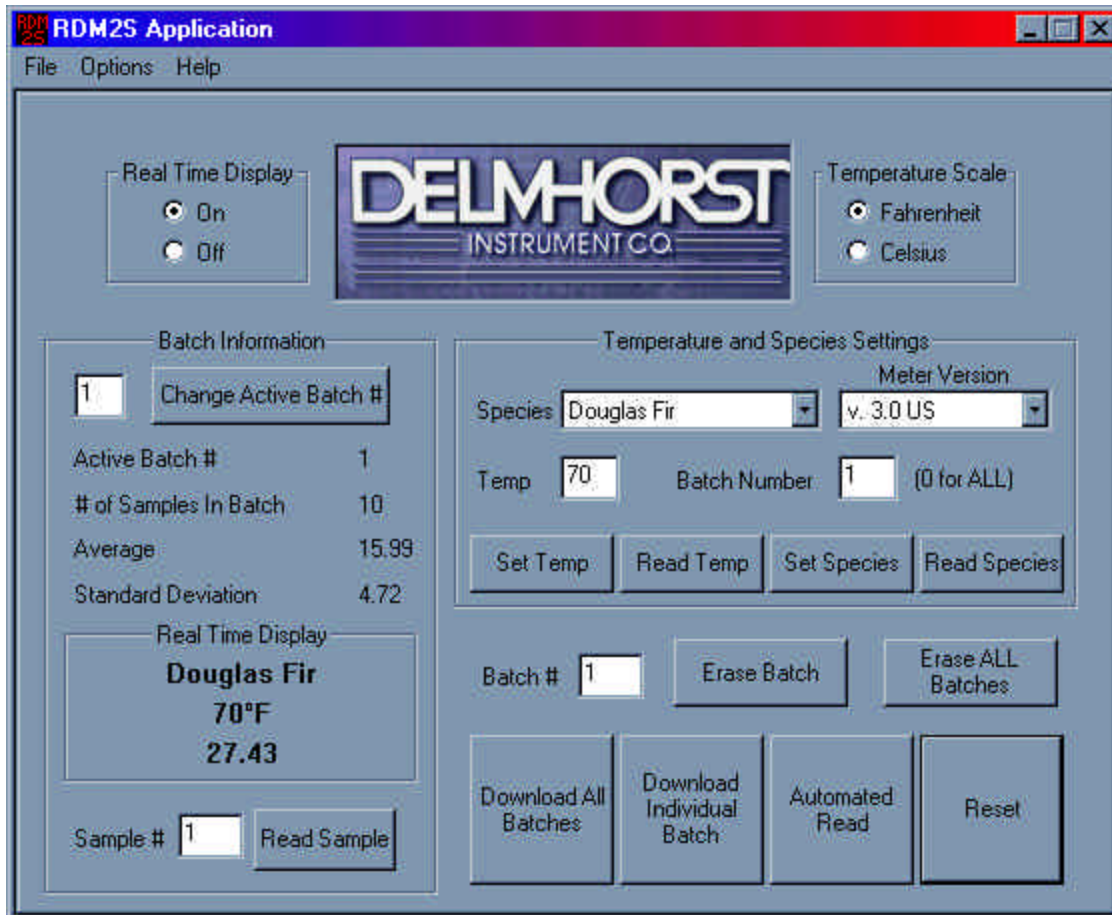 RDM
2S
RDM2S Application
File Options Help
Real Time Display
On
Off
DELMHORST
INSTRUMENT CO.
Temperature Scale
Fahrenheit
Celsius
Batch Information
1 Change Active Batch #
Active Batch # 1
# of Samples In Batch 10
Average 15.99
Standard Deviation 4.72
Real Time Display
Douglas Fir
70°F
27.43
Sample # 1 Read Sample
Temperature and Species Settings
Meter Version
Species Douglas Fir v. 3.0 US
Temp 70 Batch Number 1 (0 for ALL)
Set Temp Read Temp Set Species Read Species
Batch # 1 Erase Batch
Erase ALL
Batches
Download All
Batches
Download
Individual
Batch
Automated
Read
Reset